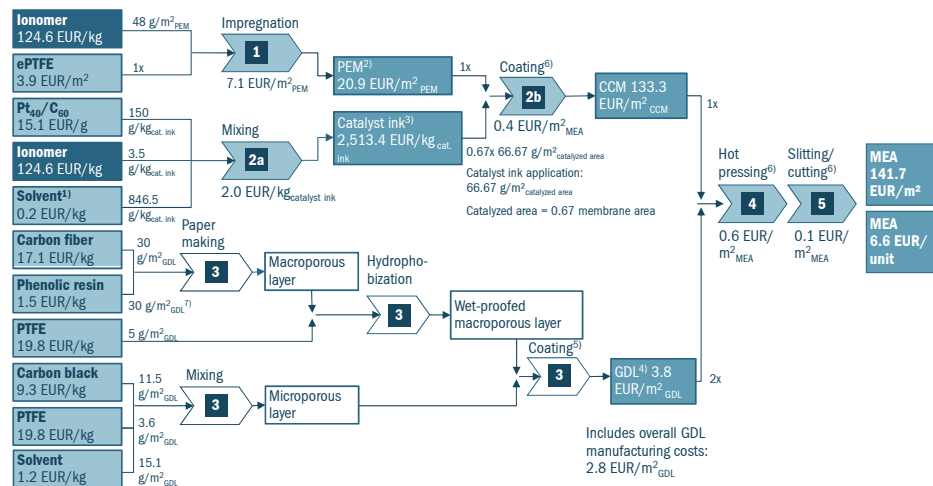 Ionomer
124.6 EUR/kg
48 g/m²PEM
ePTFE
3.9 EUR/m²
1x
Impregnation
1
7.1 EUR/m²PEM
PEM2)
20.9 EUR/m² PEM
1x
Pt40/C60
15.1 EUR/g
150
g/kgcat. ink
Ionomer
124.6 EUR/kg
3.5
g/kgcat. ink
Solvent1)
0.2 EUR/kg
846.5
g/kgcat. ink
Mixing
2a
2.0 EUR/kgcatalyst ink
Catalyst ink3)
2,513.4 EUR/kg cat.
ink
Coating6)
2b
0.4 EUR/m²MEA
0.67x 66.67 g/m²catalyzed area
Catalyst ink application:
66.67 g/m²catalyzed area
Catalyzed area = 0.67 membrane area
CCM 133.3
EUR/m² CCM
1x
Hot
pressing6)
4
0.6 EUR/
m²MEA
Slitting/
cutting6)
5
0.1 EUR/
m²MEA
MEA
141.7
EUR/m²
MEA
6.6 EUR/
unit
Carbon fiber
17.1 EUR/kg
30
g/m²GDL
Phenolic resin
1.5 EUR/kg
30 g/m²GDL7)
Paper
making
3
Macroporous
layer
PTFE
19.8 EUR/kg
5 g/m²GDL
Hydropho-
bization
3
Wet-proofed
macroporous layer
Carbon black
9.3 EUR/kg
11.5
g/m²GDL
PTFE
19.8 EUR/kg
3.6
g/m²GDL
Solvent
1.2 EUR/kg
15.1
g/m²GDL
Mixing
3
Microporous
layer
Coating5)
3
GDL4) 3.8
EUR/m² GDL
2x
Includes overall GDL
manufacturing costs:
2.8 EUR/m²GDL